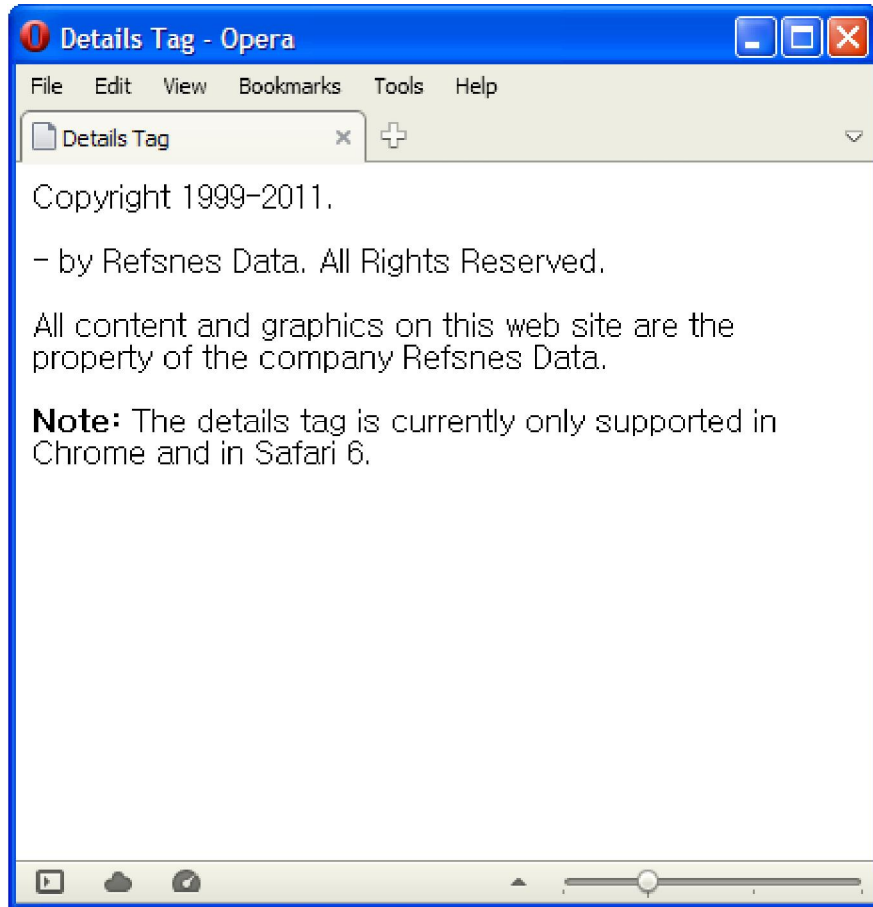 Details Tag - Opera
File Edit View Bookmarks Tools Help
Details Tag
Copyright 1999-2011.
- by Refsnes Data. All Rights Reserved.
All content and graphics on this web site are the
property of the company Refsnes Data.
Note: The details tag is currently only supported in
Chrome and in Safari 6.